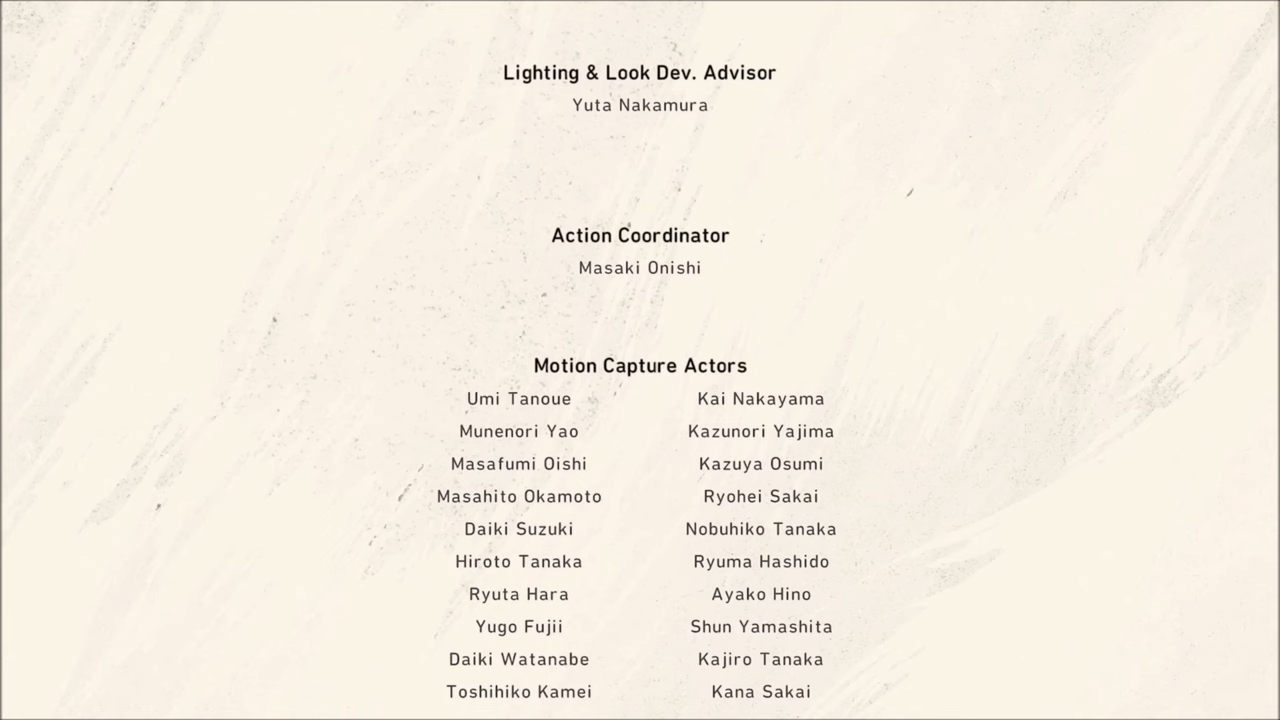 Lighting & Look Dev. Advisor
Yuta Nakamura
Action Coordinator
Masaki Onishi
Motion Capture Actors
Umi Tanoue Kai Nakayama
Munenori Yao Kazunori Yajima
Masafumi Oishi Kazuya Osumi
Masahito Okamoto Ryohei Sakai
Daiki Suzuki Nobuhiko Tanaka
Hiroto Tanaka Ryuma Hashido
Ryuta Hara Ayako Hino
Yugo Fujii Shun Yamashita
Daiki Watanabe Kajiro Tanaka
Toshihiko Kamei Kana Sakai